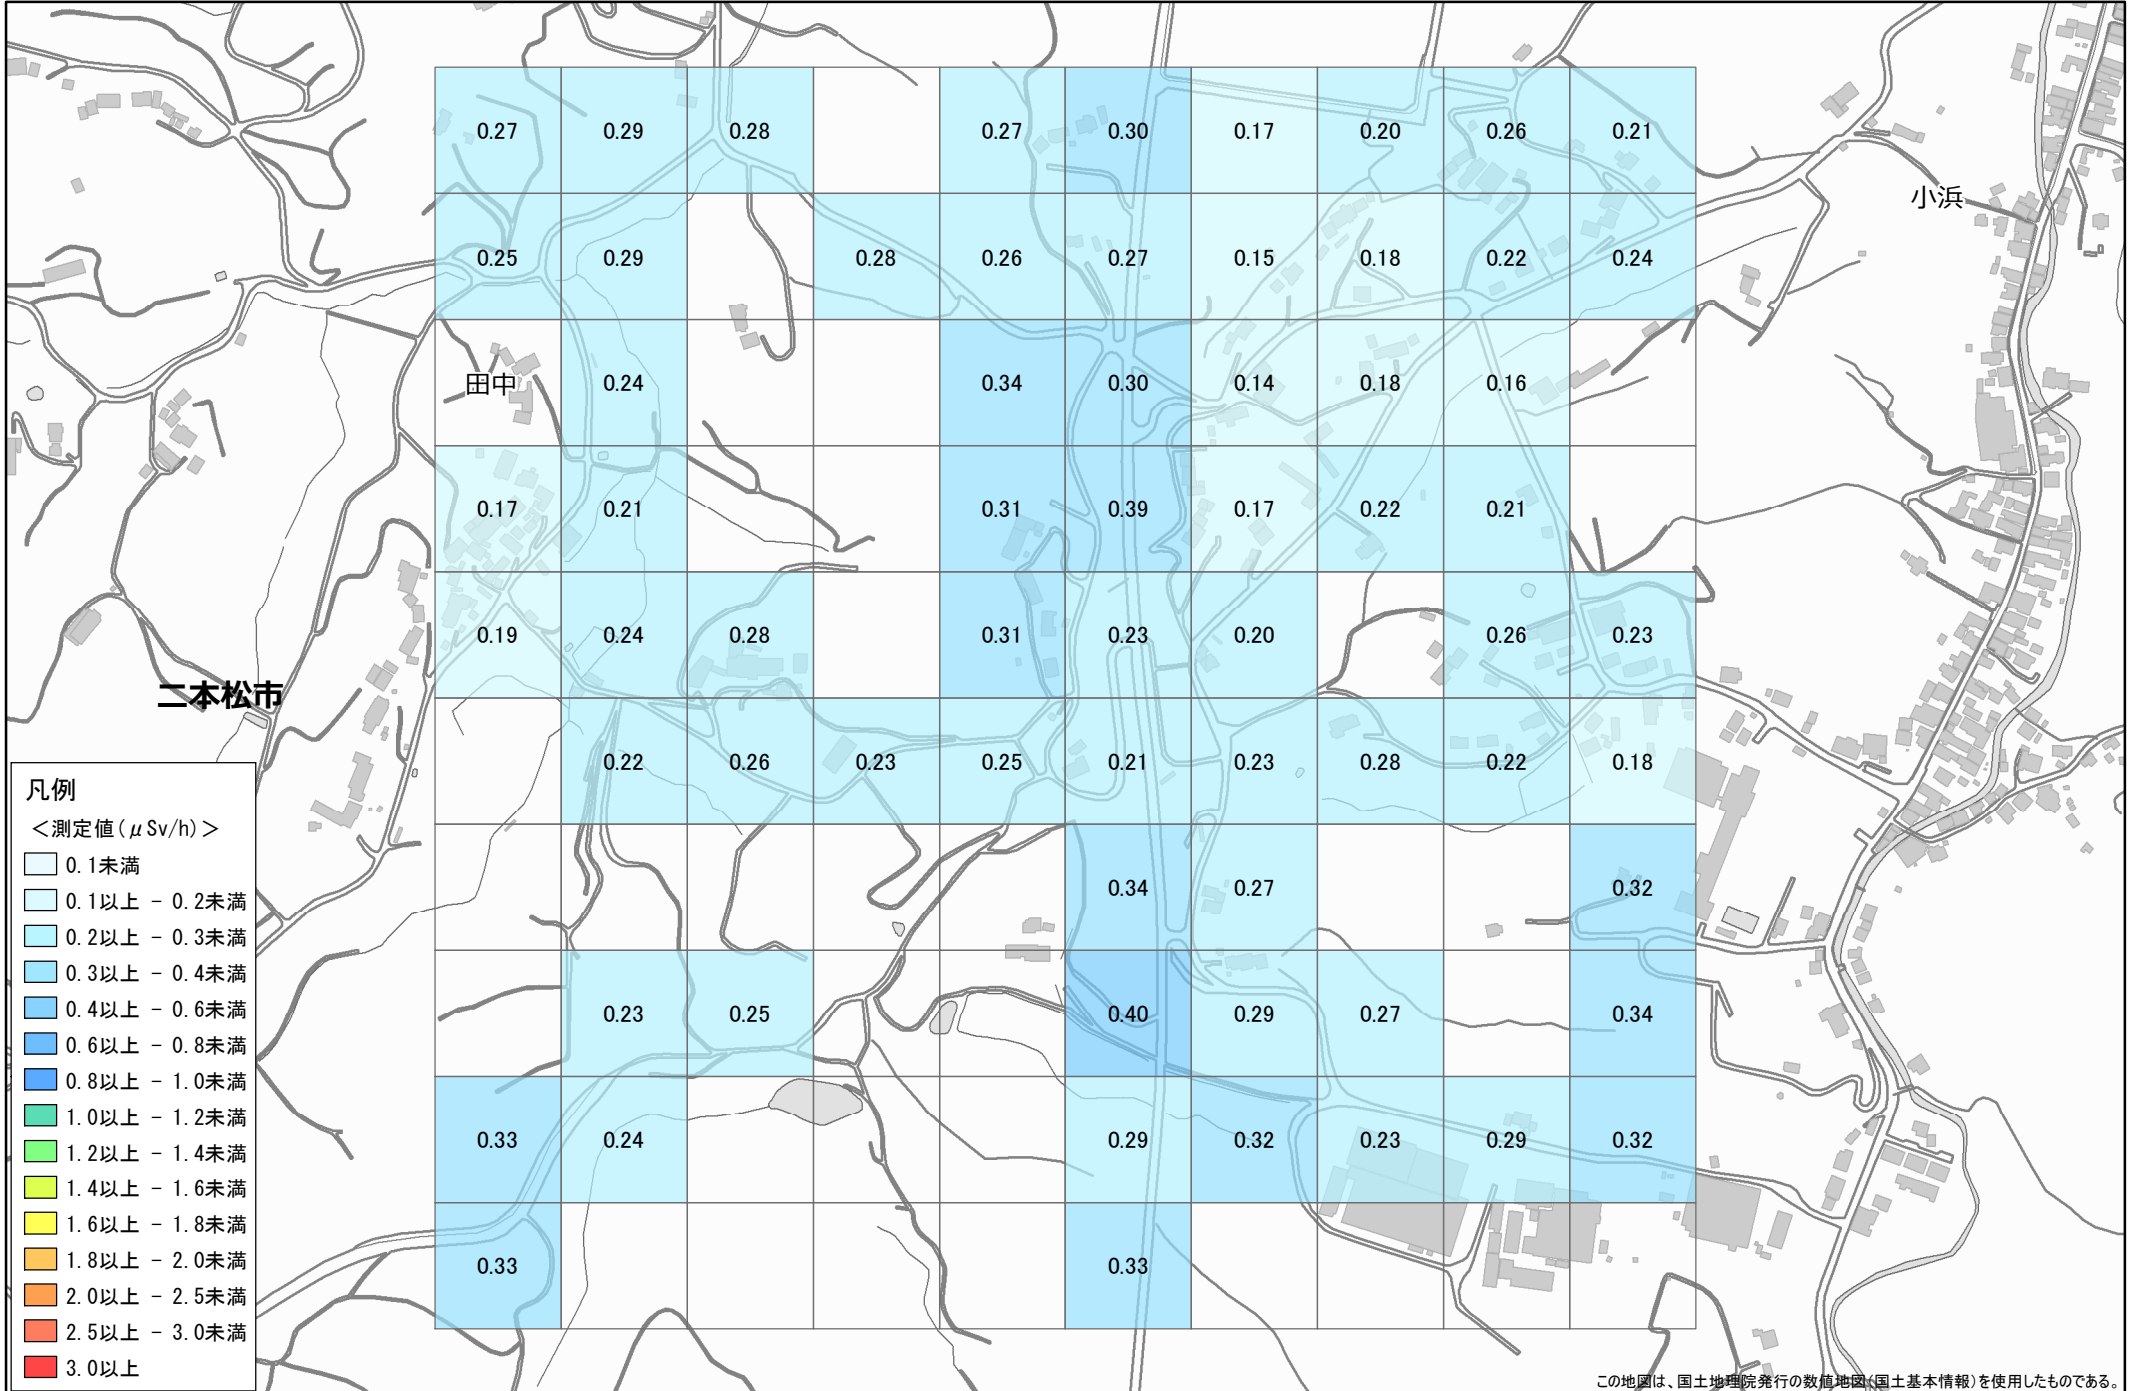 0.27 0.29 0.28 0.27 0.30 0.17 0.20 0.26 0.21
小浜
0.25 0.29 0.28 0.26 0.27 0.15 0.18 0.22 0.24
田中 0.24 0.34 0.30 0.14 0.18 0.16
0.17 0.21 0.31 0.39 0.17 0.22 0.21
0.19 0.24 0.28 0.31 0.23 0.20 0.26 0.23
二本松市
0.22 0.26 0.23 0.25 0.21 0.23 0.28 0.22 0.18
0.34 0.27 0.32
0.23 0.25 0.40 0.29 0.27 0.34
0.33 0.24 0.29 0.32 0.23 0.29 0.32
0.33 0.33
凡例
＜測定値(μSv/h)＞
0.1未満
0.1以上 － 0.2未満
0.2以上 － 0.3未満
0.3以上 － 0.4未満
0.4以上 － 0.6未満
0.6以上 － 0.8未満
0.8以上 － 1.0未満
1.0以上 － 1.2未満
1.2以上 － 1.4未満
1.4以上 － 1.6未満
1.6以上 － 1.8未満
1.8以上 － 2.0未満
2.0以上 － 2.5未満
2.5以上 － 3.0未満
3.0以上
この地図は、国土地理院発行の数値地図(国土基本情報)を使用したものである。